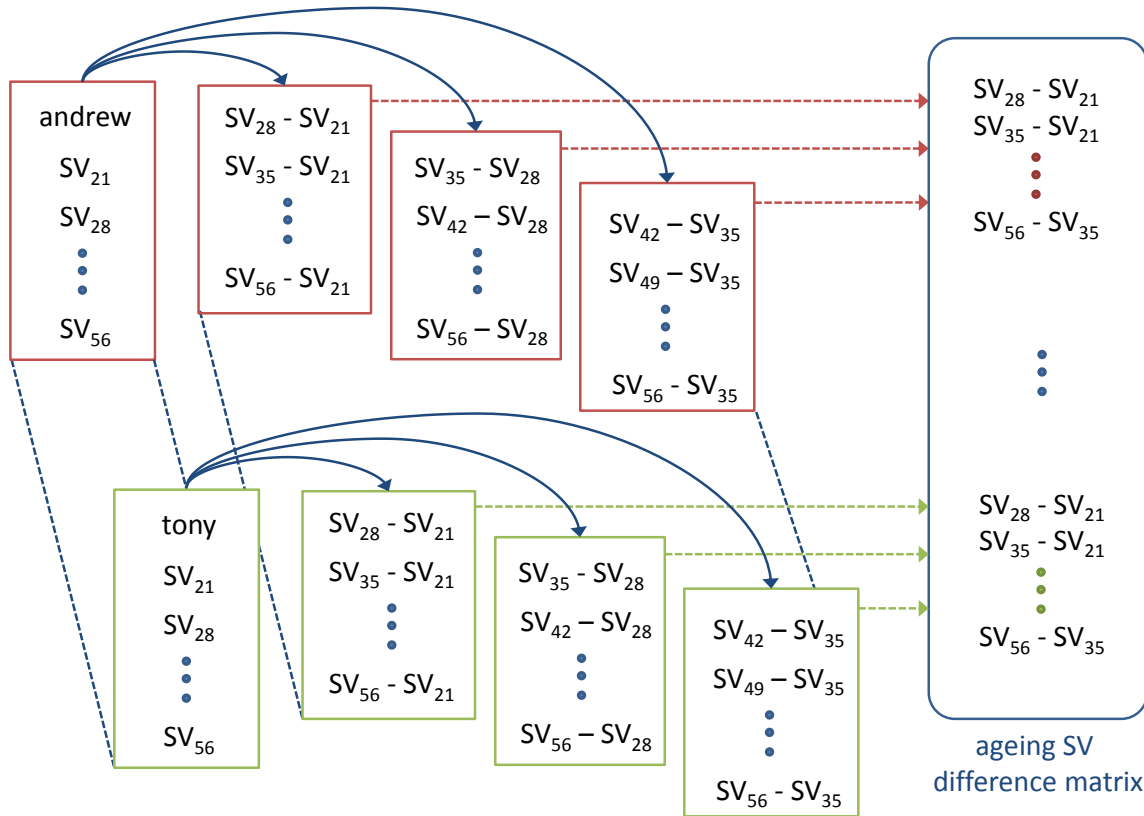 andrew
SV21
SV28
SV56
SV28 - SV21
SV35 - SV21
SV56 - SV21
SV35 - SV28
SV42 – SV28
SV56 – SV28
SV42 – SV35
SV49 – SV35
SV56 - SV35
tony
SV21
SV28
SV56
SV28 - SV21
SV35 - SV21
SV56 - SV21
SV35 - SV28
SV42 – SV28
SV56 – SV28
SV42 – SV35
SV49 – SV35
SV56 - SV35
SV28 - SV21
SV35 - SV21
SV56 - SV35
SV28 - SV21
SV35 - SV21
SV56 - SV35
ageing SV
difference matrix